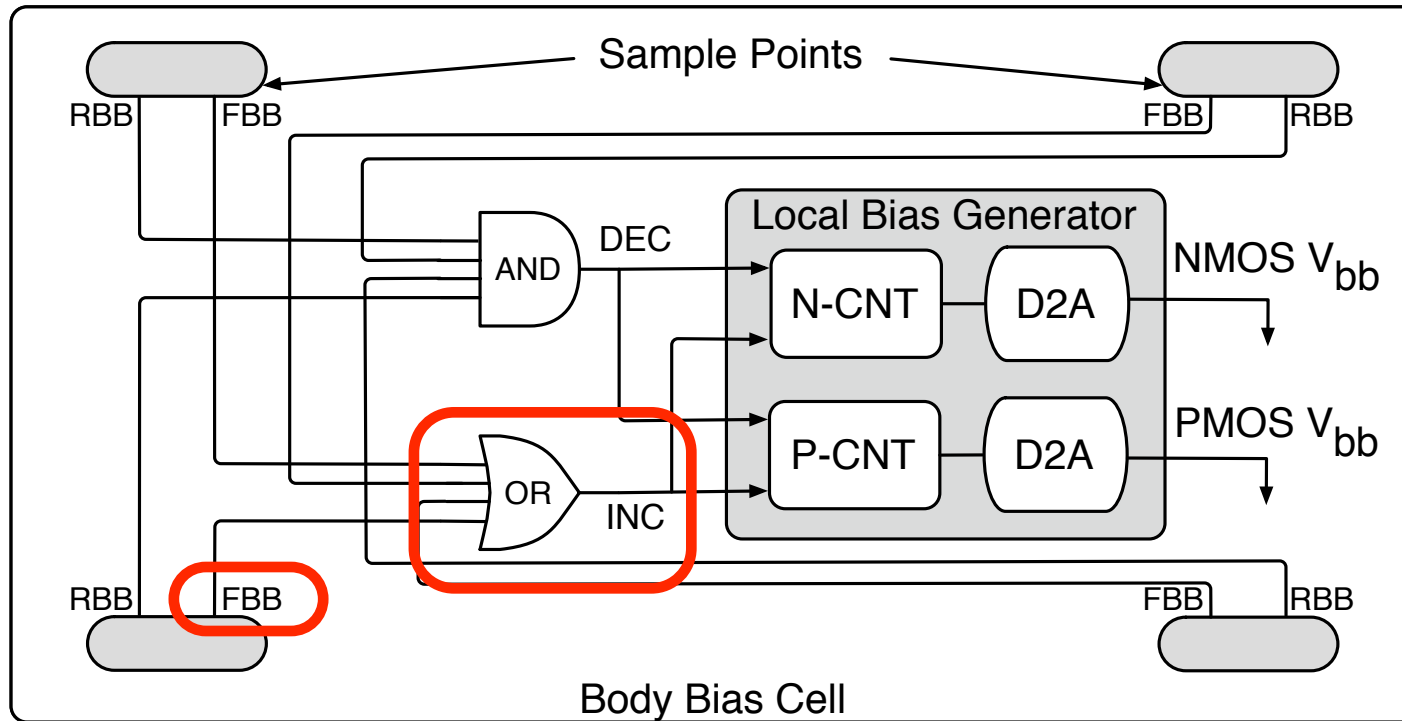 Sample Points
RBB
FBB
FBB
RBB
Local Bias Generator
DEC
AND
N-CNT
D2A
NMOS Vbb
P-CNT
D2A
PMOS Vbb
OR
INC
RBB
FBB
FBB
RBB
Body Bias Cell